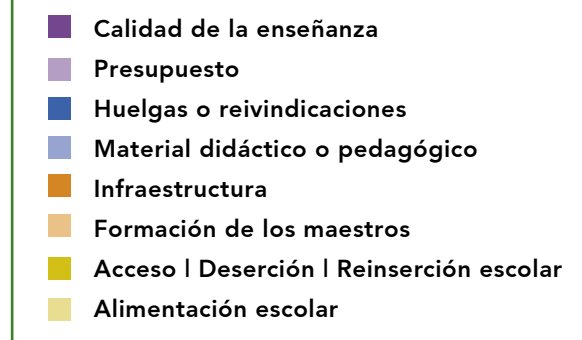 Calidad de la enseñanza
Presupuesto
Huelgas o reivindicaciones
Material didáctico o pedagógico
Infraestructura
Formación de los maestros
Acceso | Deserción | Reinserción escolar
Alimentación escolar